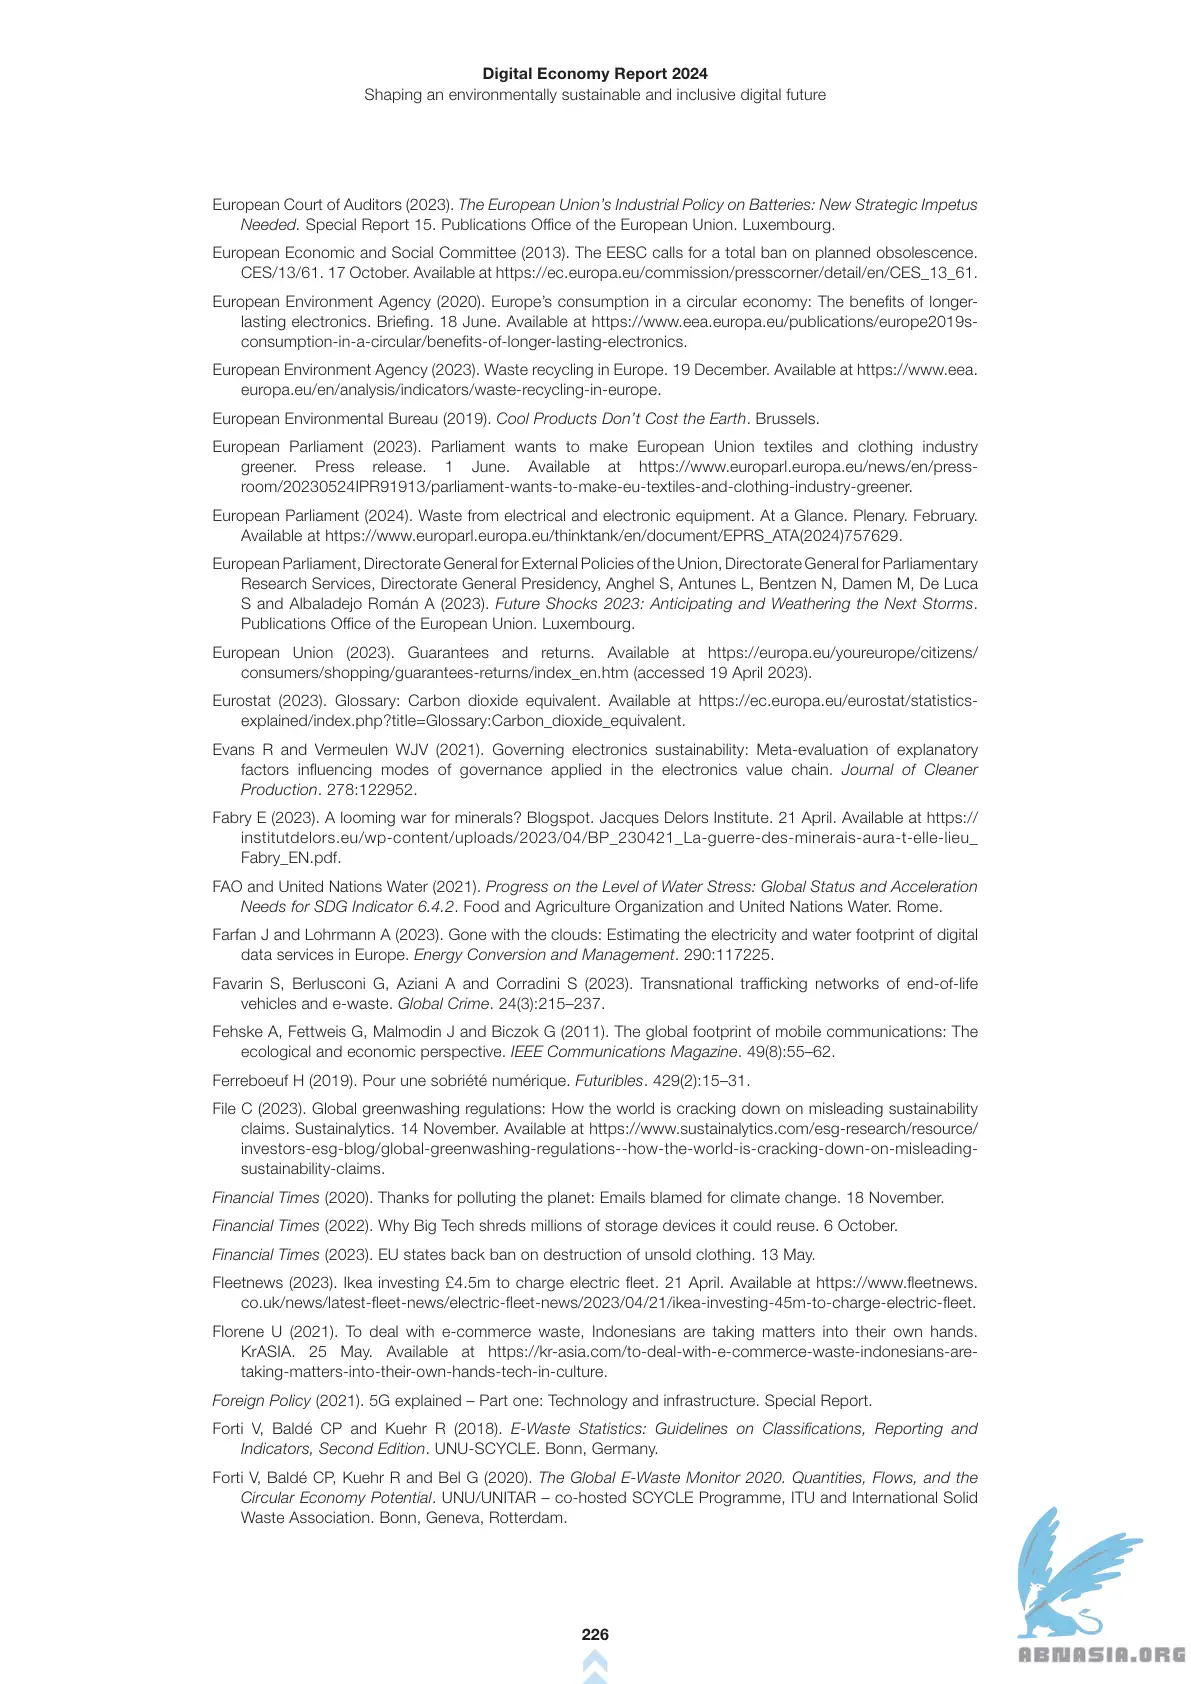 Digital Economy Report 2024
Shaping an environmentally sustainable and inclusive digital future
European Court of Auditors (2023). The European Union’s Industrial Policy on Batteries: New Strategic Impetus
Needed. Special Report 15. Publications Office of the European Union. Luxembourg.
European Economic and Social Committee (2013). The EESC calls for a total ban on planned obsolescence.
CES/13/61. 17 October. Available at https://ec.europa.eu/commission/presscorner/detail/en/CES_13_61.
European Environment Agency (2020). Europe’s consumption in a circular economy: The benefits of longer-
lasting electronics. Briefing. 18 June. Available at https://www.eea.europa.eu/publications/europe2019s-
consumption-in-a-circular/benefits-of-longer-lasting-electronics.
European Environment Agency (2023). Waste recycling in Europe. 19 December. Available at https://www.eea.
europa.eu/en/analysis/indicators/waste-recycling-in-europe.
European Environmental Bureau (2019). Cool Products Don’t Cost the Earth. Brussels.
European Parliament (2023). Parliament wants to make European Union textiles and clothing industry
greener. Press release. 1 June. Available at https://www.europarl.europa.eu/news/en/press-
room/20230524IPR91913/parliament-wants-to-make-eu-textiles-and-clothing-industry-greener.
European Parliament (2024). Waste from electrical and electronic equipment. At a Glance. Plenary. February.
Available at https://www.europarl.europa.eu/thinktank/en/document/EPRS_ATA(2024)757629.
European Parliament, Directorate General for External Policies of the Union, Directorate General for Parliamentary
Research Services, Directorate General Presidency, Anghel S, Antunes L, Bentzen N, Damen M, De Luca
S and Albaladejo Román A (2023). Future Shocks 2023: Anticipating and Weathering the Next Storms.
Publications Office of the European Union. Luxembourg.
European Union (2023). Guarantees and returns. Available at https://europa.eu/youreurope/citizens/
consumers/shopping/guarantees-returns/index_en.htm (accessed 19 April 2023).
Eurostat (2023). Glossary: Carbon dioxide equivalent. Available at https://ec.europa.eu/eurostat/statistics-
explained/index.php?title=Glossary:Carbon_dioxide_equivalent.
Evans R and Vermeulen WJV (2021). Governing electronics sustainability: Meta-evaluation of explanatory
factors influencing modes of governance applied in the electronics value chain. Journal of Cleaner
Production. 278:122952.
Fabry E (2023). A looming war for minerals? Blogspot. Jacques Delors Institute. 21 April. Available at https://
institutdelors.eu/wp-content/uploads/2023/04/BP_230421_La-guerre-des-minerais-aura-t-elle-lieu_
Fabry_EN.pdf.
FAO and United Nations Water (2021). Progress on the Level of Water Stress: Global Status and Acceleration
Needs for SDG Indicator 6.4.2. Food and Agriculture Organization and United Nations Water. Rome.
Farfan J and Lohrmann A (2023). Gone with the clouds: Estimating the electricity and water footprint of digital
data services in Europe. Energy Conversion and Management. 290:117225.
Favarin S, Berlusconi G, Aziani A and Corradini S (2023). Transnational trafficking networks of end-of-life
vehicles and e-waste. Global Crime. 24(3):215–237.
Fehske A, Fettweis G, Malmodin J and Biczok G (2011). The global footprint of mobile communications: The
ecological and economic perspective. IEEE Communications Magazine. 49(8):55–62.
Ferreboeuf H (2019). Pour une sobriété numérique. Futuribles. 429(2):15–31.
File C (2023). Global greenwashing regulations: How the world is cracking down on misleading sustainability
claims. Sustainalytics. 14 November. Available at https://www.sustainalytics.com/esg-research/resource/
investors-esg-blog/global-greenwashing-regulations--how-the-world-is-cracking-down-on-misleading-
sustainability-claims.
Financial Times (2020). Thanks for polluting the planet: Emails blamed for climate change. 18 November.
Financial Times (2022). Why Big Tech shreds millions of storage devices it could reuse. 6 October.
Financial Times (2023). EU states back ban on destruction of unsold clothing. 13 May.
Fleetnews (2023). Ikea investing £4.5m to charge electric fleet. 21 April. Available at https://www.fleetnews.
co.uk/news/latest-fleet-news/electric-fleet-news/2023/04/21/ikea-investing-45m-to-charge-electric-fleet.
Florene U (2021). To deal with e-commerce waste, Indonesians are taking matters into their own hands.
KrASIA. 25 May. Available at https://kr-asia.com/to-deal-with-e-commerce-waste-indonesians-are-
taking-matters-into-their-own-hands-tech-in-culture.
Foreign Policy (2021). 5G explained – Part one: Technology and infrastructure. Special Report.
Forti V, Baldé CP and Kuehr R (2018). E-Waste Statistics: Guidelines on Classifications, Reporting and
Indicators, Second Edition. UNU-SCYCLE. Bonn, Germany.
Forti V, Baldé CP, Kuehr R and Bel G (2020). The Global E-Waste Monitor 2020. Quantities, Flows, and the
Circular Economy Potential. UNU/UNITAR – co-hosted SCYCLE Programme, ITU and International Solid
Waste Association. Bonn, Geneva, Rotterdam.
226
ABNASIA.ORG